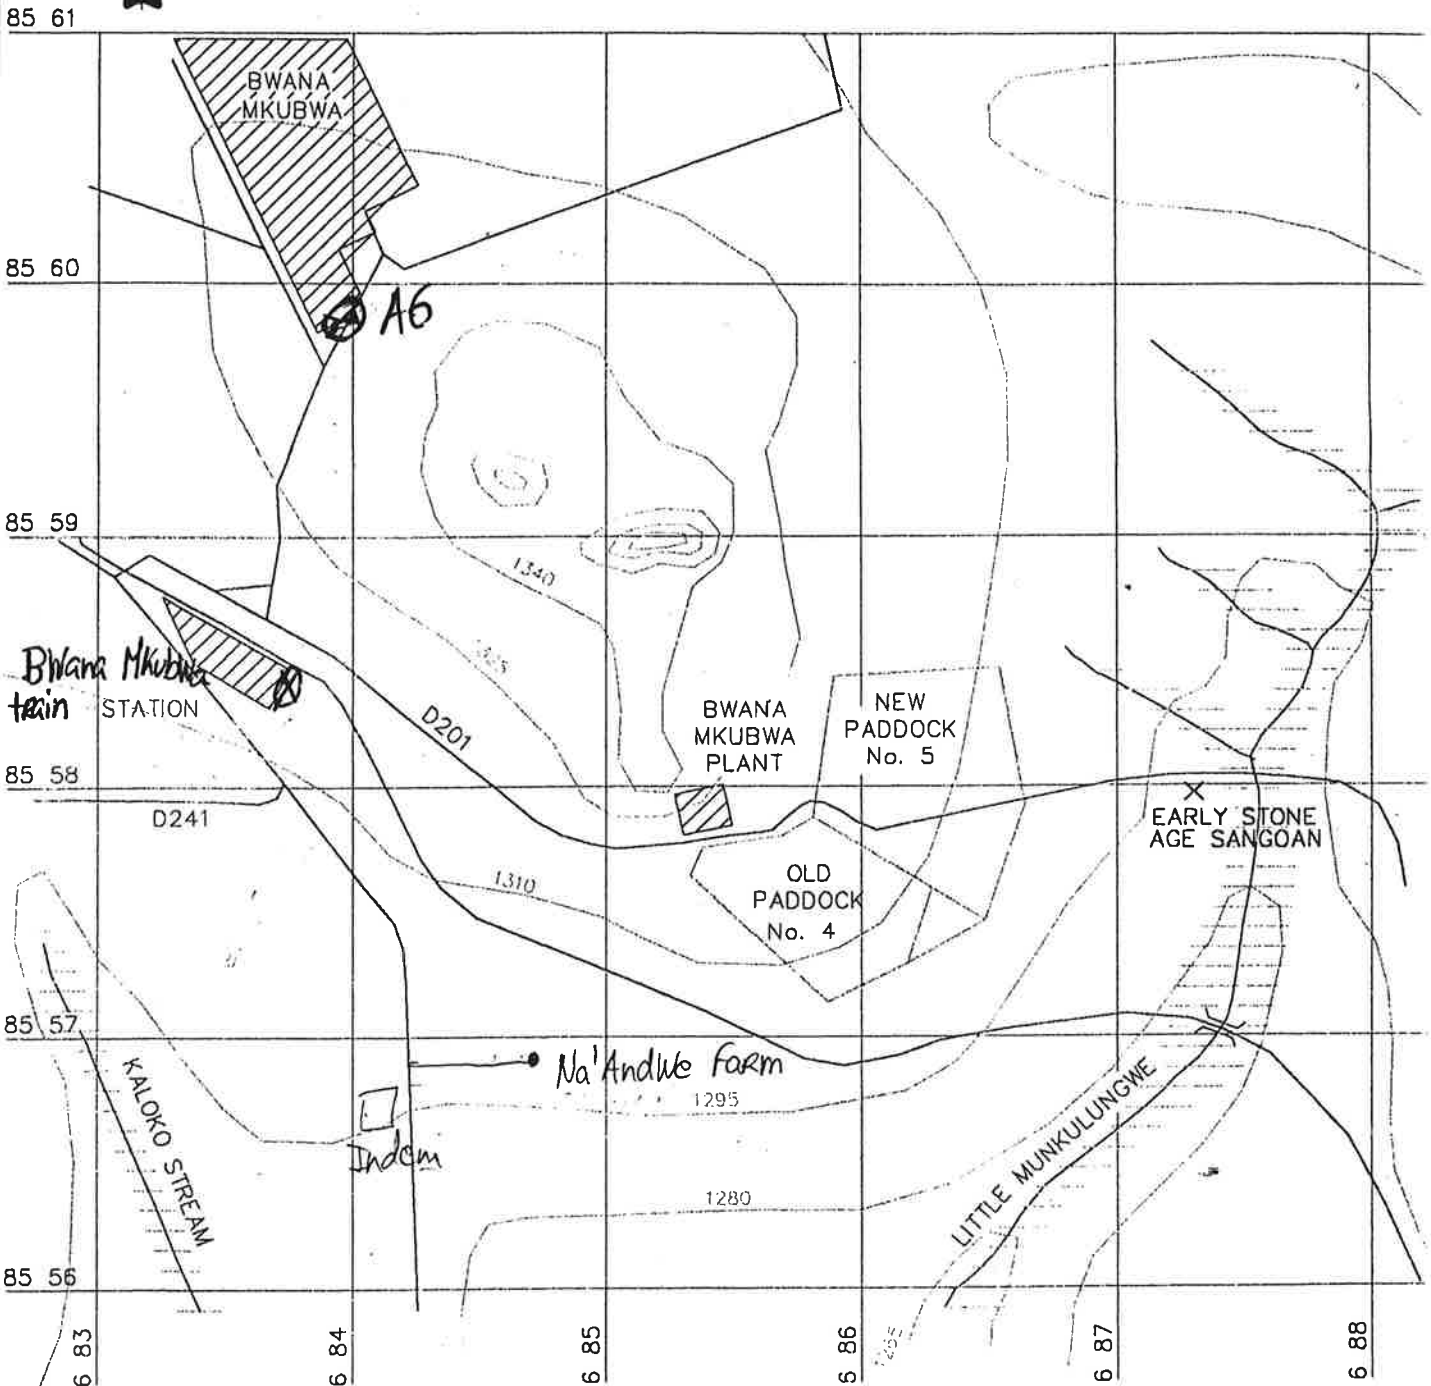 85 61
BWANA
MKUBWA
85 60
A6
85 59
1340
1325
Bwana Mkubwa
train STATION
D201
BWANA
MKUBWA
PLANT
NEW
PADDOCK
No. 5
85 58
D241
EARLY STONE
AGE SANGOAN
1310
OLD
PADDOCK
No. 4
85 57
Na'Andwe Farm
KALOKO STREAM
1295
Indem
LITTLE MUNKULUNGWE
1280
85 56
1265
6 83
6 84
6 85
6 86
6 87
6 88